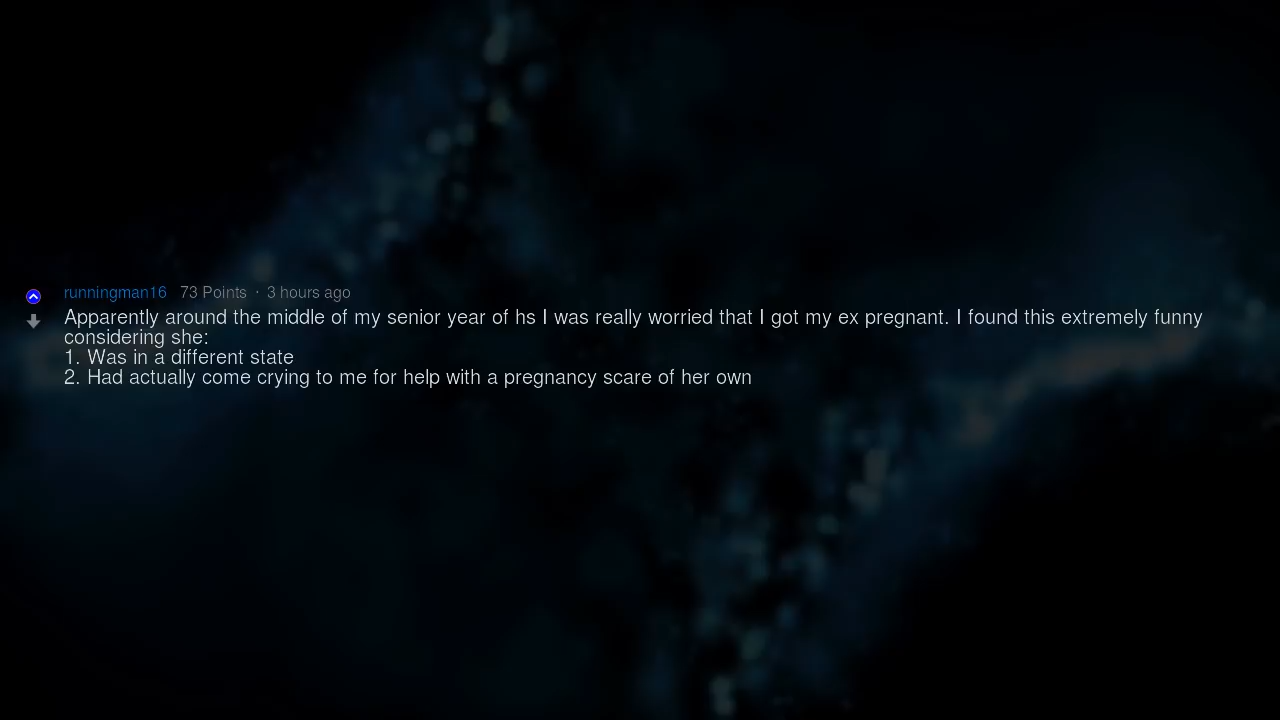 runningman16 73 Points · 3 hours ago
Apparently around the middle of my senior year of hs I was really worried that I got my ex pregnant. I found this extremely funny
considering she:
1. Was in a different state
2. Had actually come crying to me for help with a pregnancy scare of her own